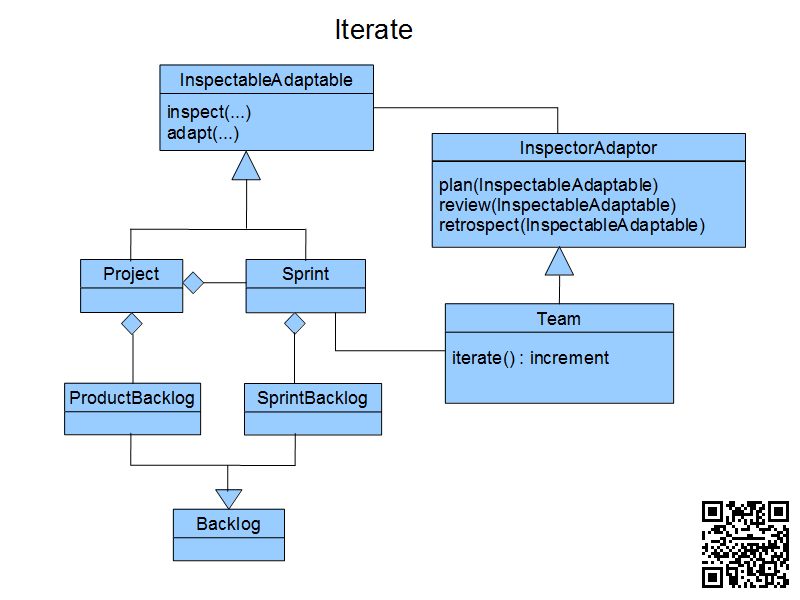 Iterate
InspectableAdaptable
inspect(...)
adapt(...)
InspectorAdaptor
plan(InspectableAdaptable)
review(InspectableAdaptable)
retrospect(InspectableAdaptable)
Project
Sprint
Team
iterate() : increment
ProductBacklog
SprintBacklog
Backlog